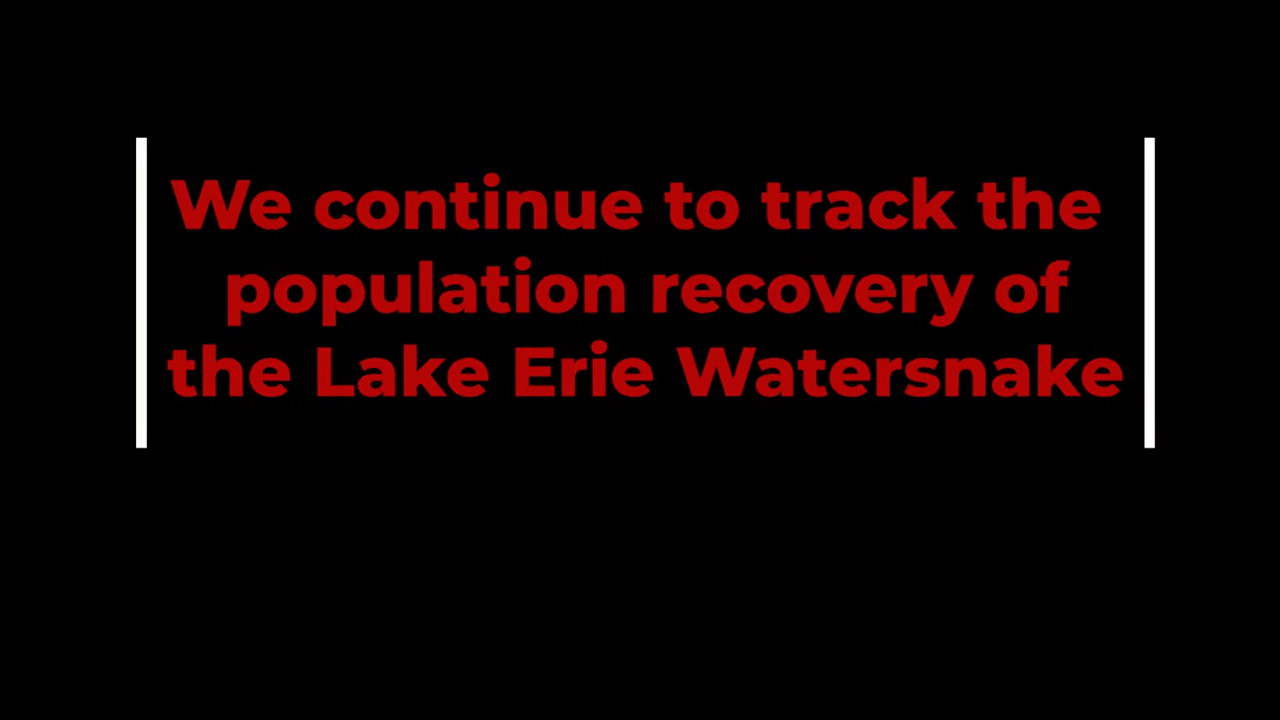 We continue to track the
population recovery of
the Lake Erie Watersnake